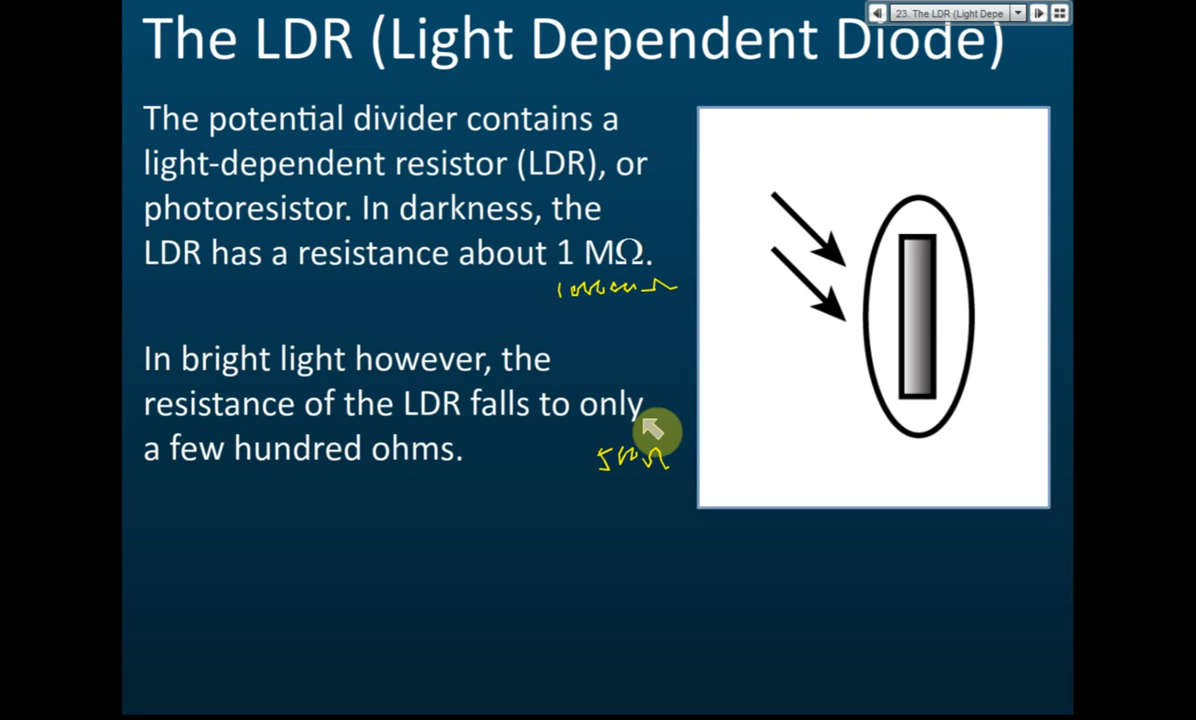 23. The LDR (Light Depe
The LDR (Light Dependent Diode)
The potential divider contains a
light-dependent resistor (LDR), or
photoresistor. In darkness, the
LDR has a resistance about 1 MΩ.
In bright light however, the
resistance of the LDR falls to only
a few hundred ohms.
500Ω